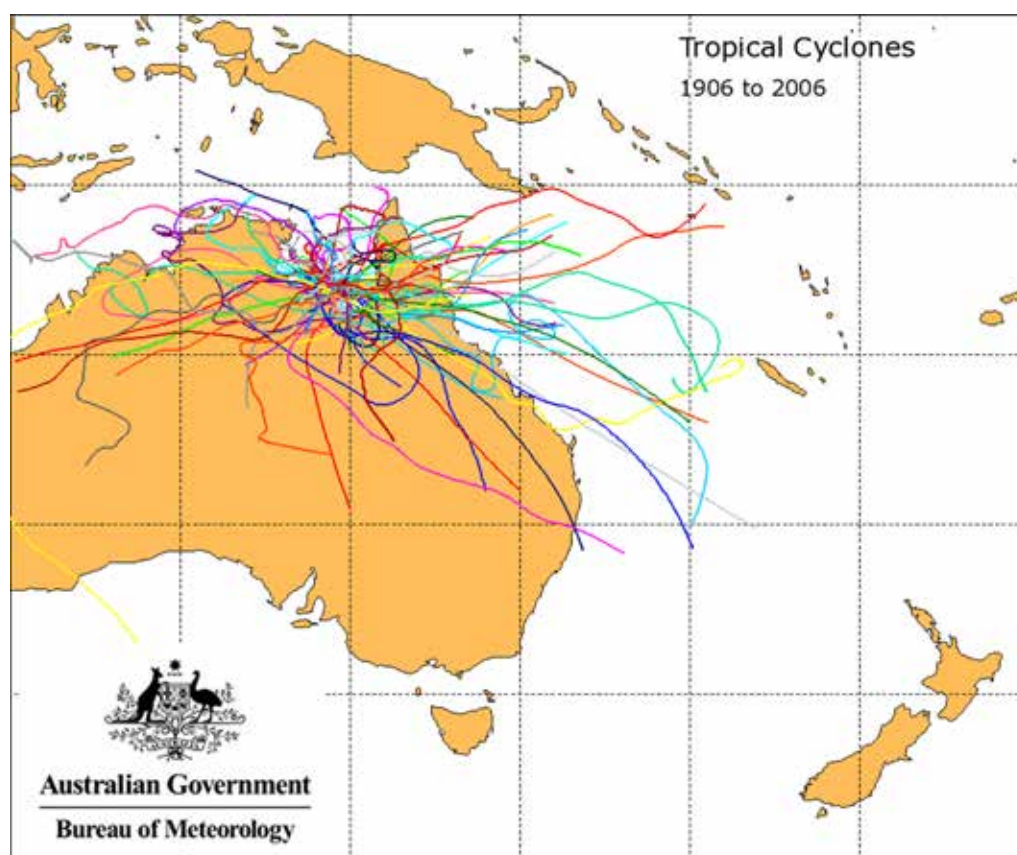 Tropical Cyclones
1906 to 2006
Australian Government
Bureau of Meteorology